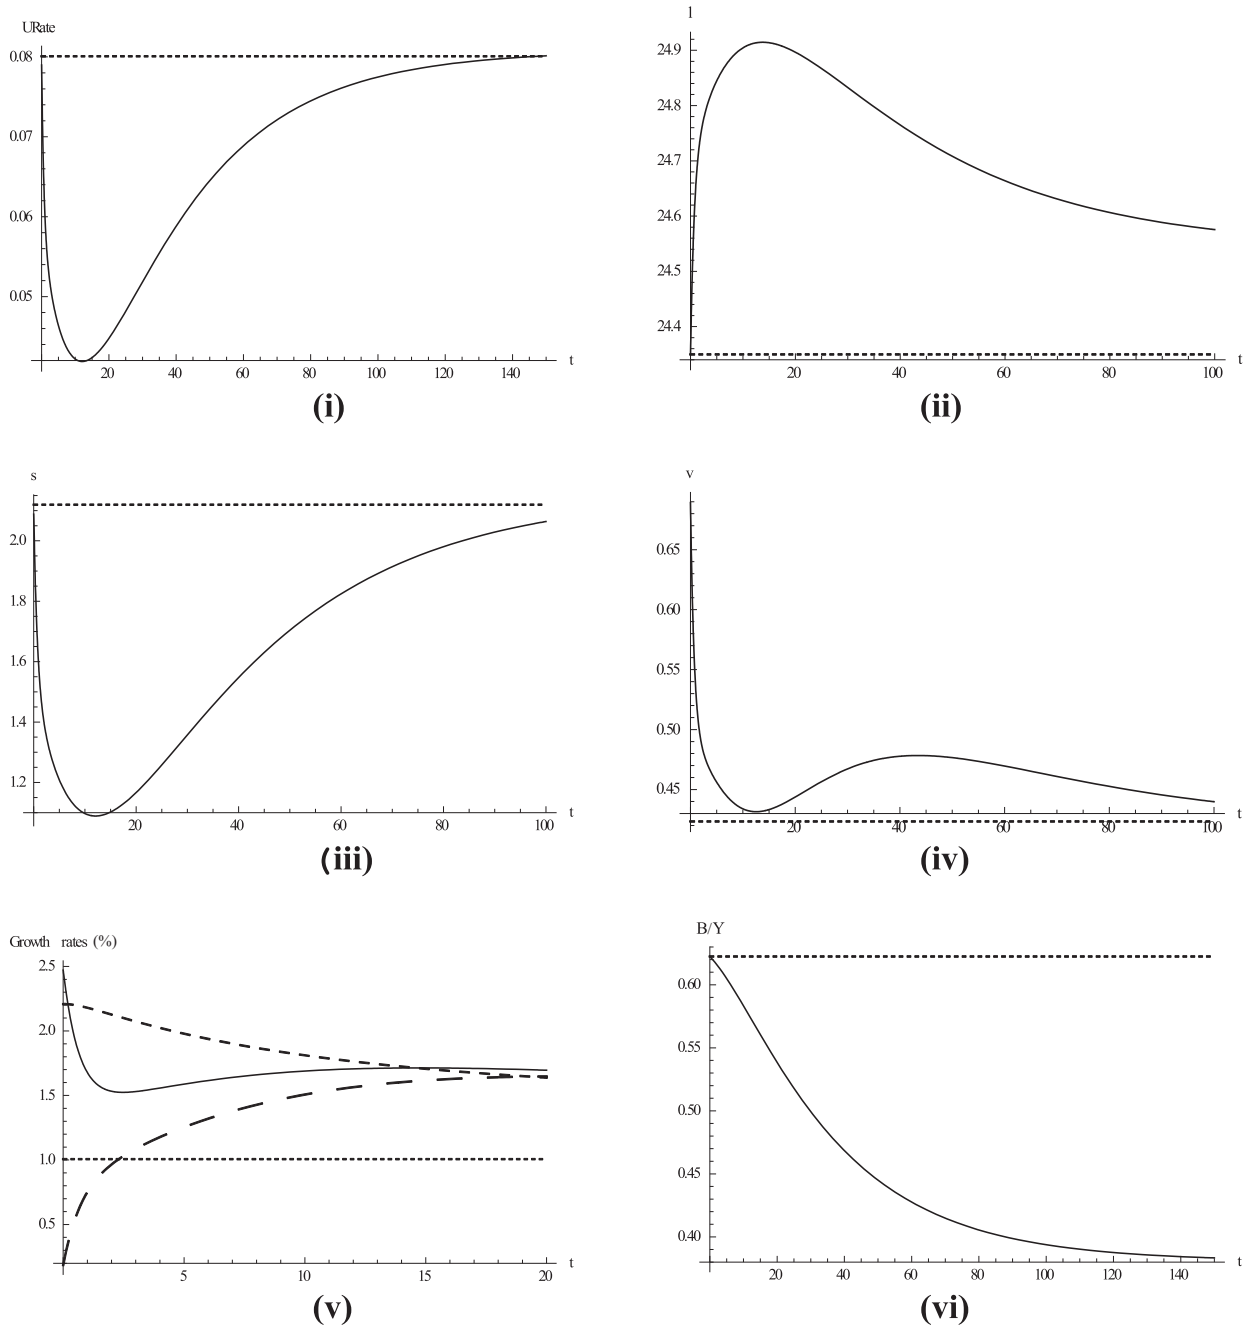 URate
0.08
0.07
0.06
0.05
20 40 60 80 100 120 140 t
(i)
l
24.9
24.8
24.7
24.6
24.5
24.4
20 40 60 80 100 t
(ii)
s
2.0
1.8
1.6
1.4
1.2
20 40 60 80 100 t
(iii)
v
0.65
0.60
0.55
0.50
0.45
20 40 60 80 100 t
(iv)
Growth rates (%)
2.5
2.0
1.5
1.0
0.5
5 10 15 20 t
(v)
B/Y
0.60
0.55
0.50
0.45
0.40
20 40 60 80 100 120 140 t
(vi)